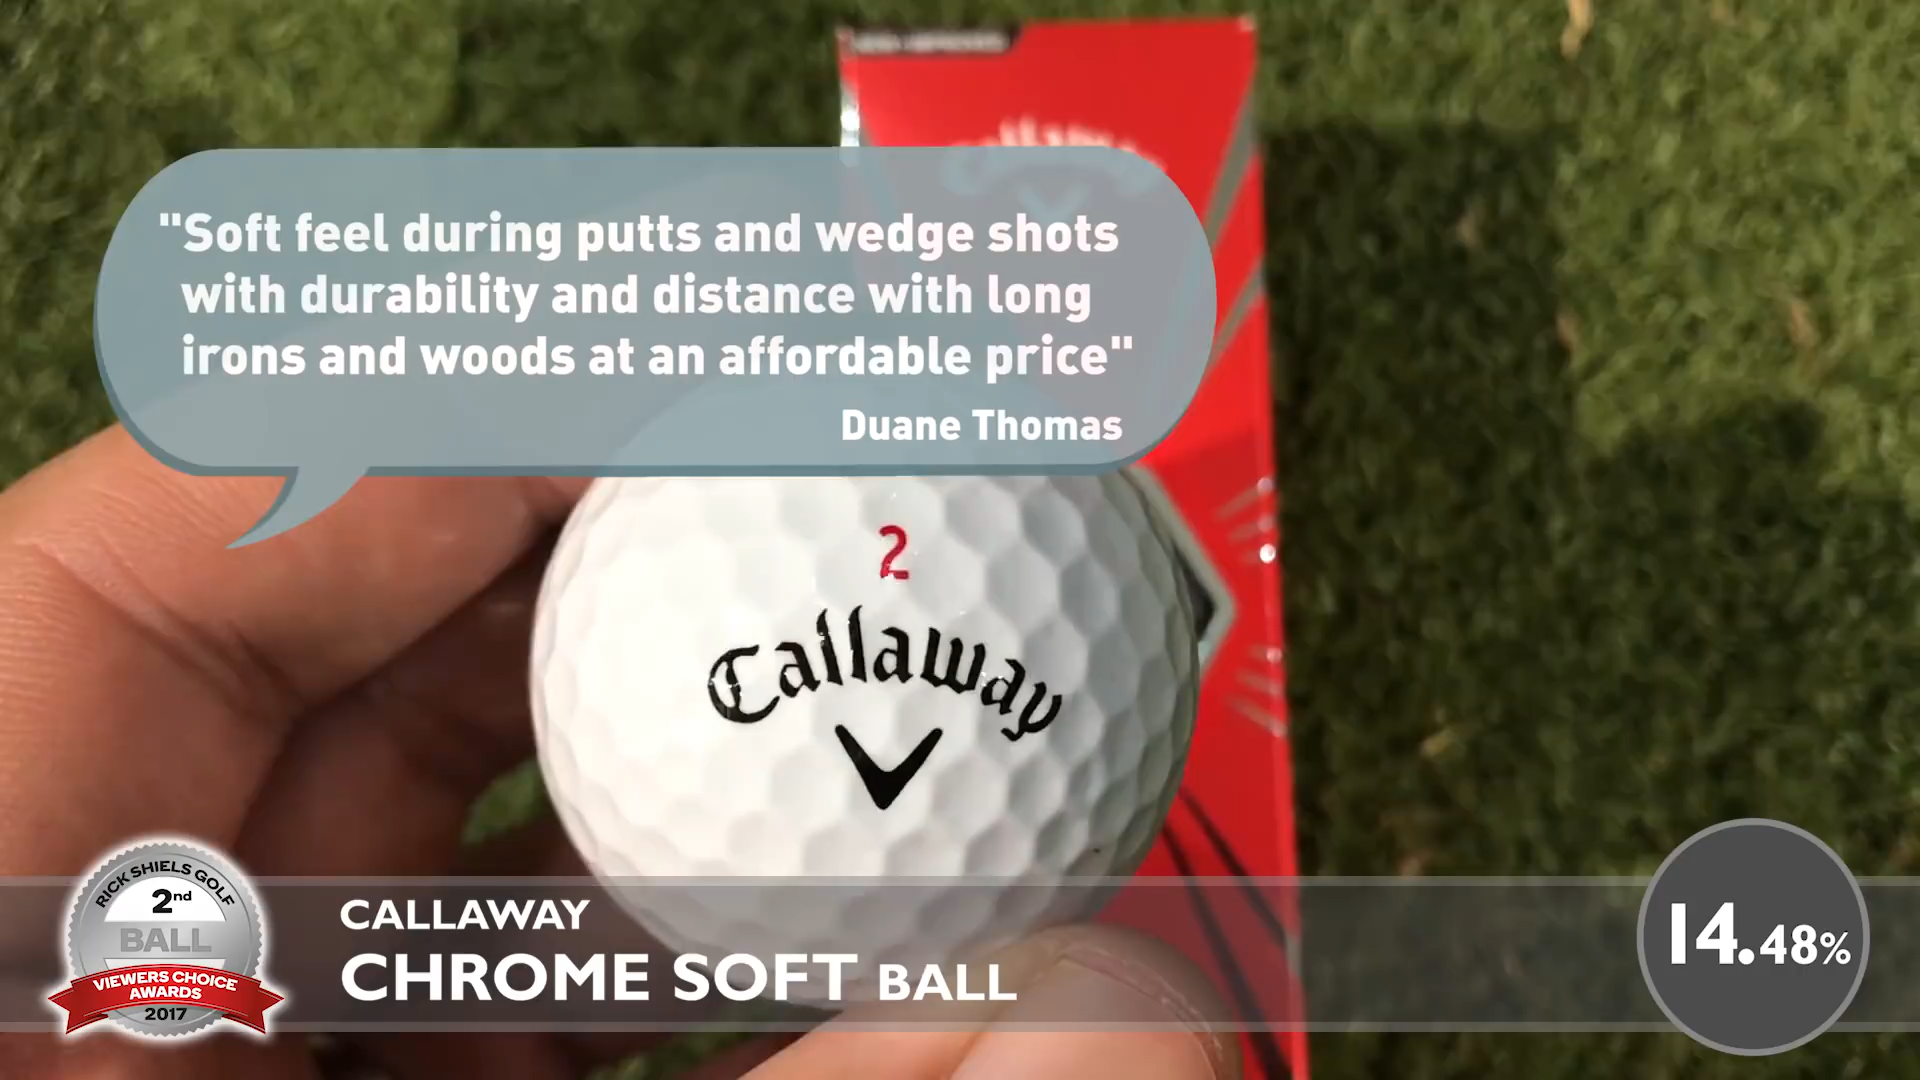 "Soft feel during putts and wedge shots
with durability and distance with long
irons and woods at an affordable price"
Duane Thomas
2
Callaway
Callaway
RICK SHIELS GOLF
2nd
BALL
VIEWERS CHOICE
AWARDS
2017
CALLAWAY
CHROME SOFT BALL
14.48%